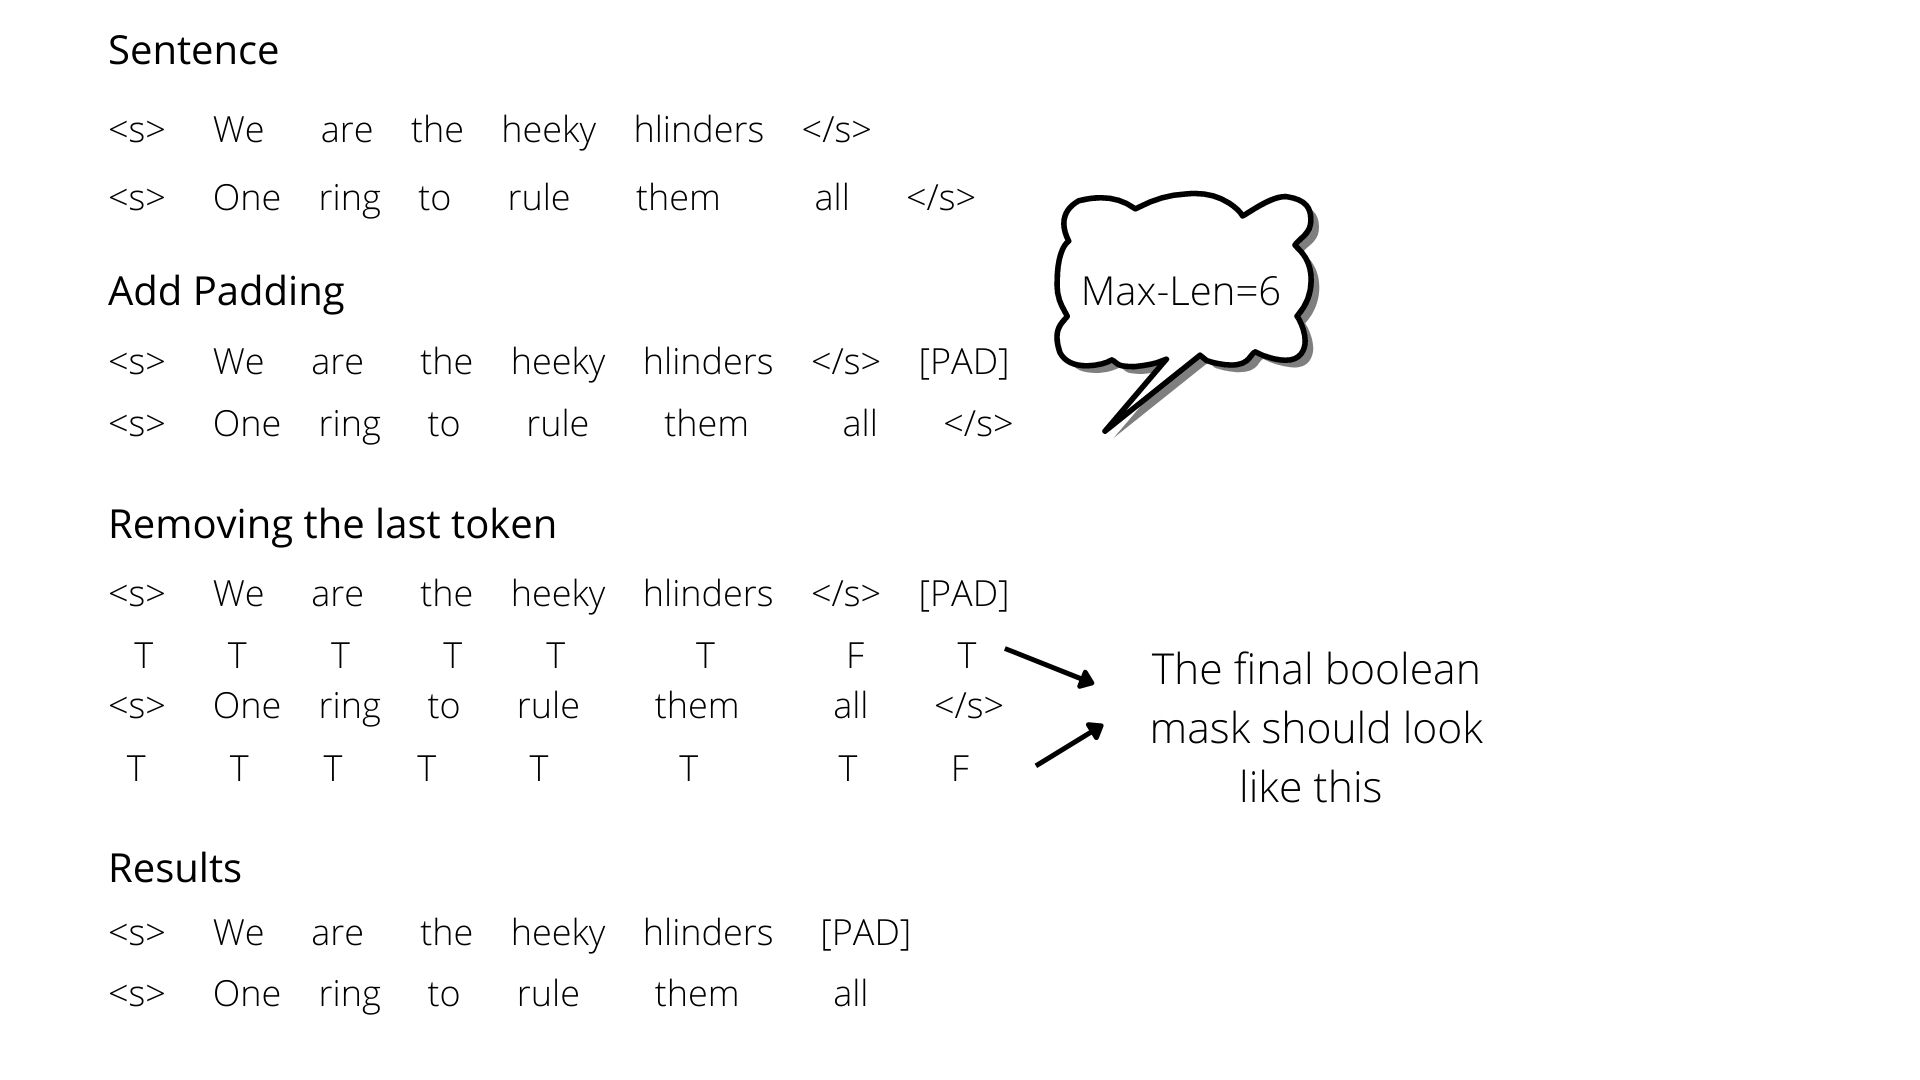 Sentence
<s> We are the heeky hlinders </s>
<s> One ring to rule them all </s>
Add Padding
Max-Len=6
<s> We are the heeky hlinders </s> [PAD]
<s> One ring to rule them all </s>
Removing the last token
<s> We are the heeky hlinders </s> [PAD]
T T T T T T F T
<s> One ring to rule them all </s>
T T T T T T T F
The final boolean
mask should look
like this
Results
<s> We are the heeky hlinders [PAD]
<s> One ring to rule them all